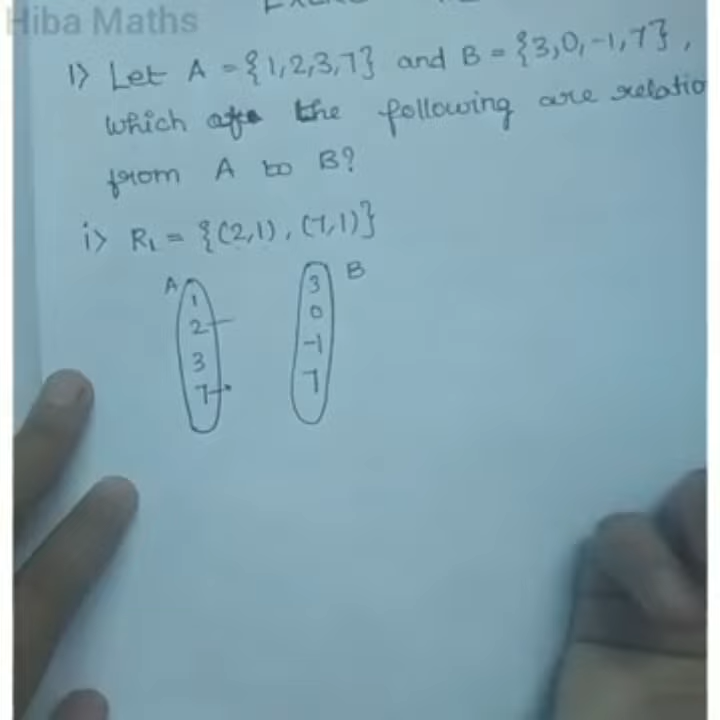 Hiba Maths
1) Let A = {1,2,3,7} and B = {3,0,-1,7},
which the following are relatio
from A to B?
i) R₁ = {(2,1), (7,1)}
A B
1 3
2 0
3 -1
7 7